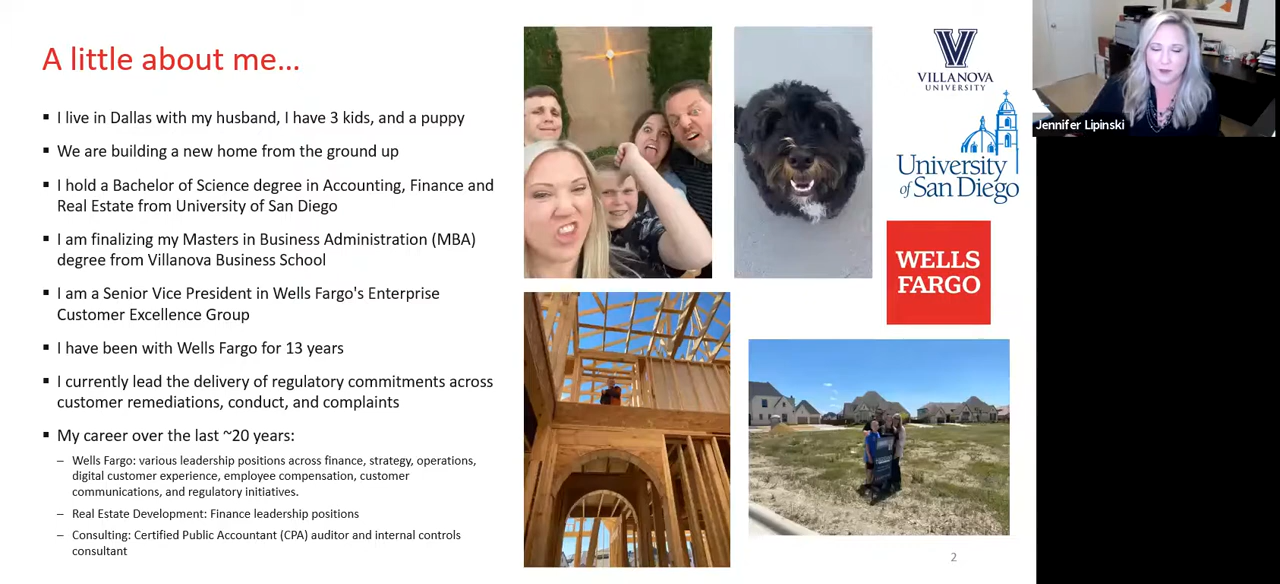 A little about me...
▪ I live in Dallas with my husband, I have 3 kids, and a puppy
▪ We are building a new home from the ground up
▪ I hold a Bachelor of Science degree in Accounting, Finance and
Real Estate from University of San Diego
▪ I am finalizing my Masters in Business Administration (MBA)
degree from Villanova Business School
▪ I am a Senior Vice President in Wells Fargo's Enterprise
Customer Excellence Group
▪ I have been with Wells Fargo for 13 years
▪ I currently lead the delivery of regulatory commitments across
customer remediations, conduct, and complaints
▪ My career over the last ~20 years:
– Wells Fargo: various leadership positions across finance, strategy, operations,
digital customer experience, employee compensation, customer
communications, and regulatory initiatives.
– Real Estate Development: Finance leadership positions
– Consulting: Certified Public Accountant (CPA) auditor and internal controls
consultant
VILLANOVA
UNIVERSITY
University
of San Diego
WELLS
FARGO
2
Jennifer Lipinski